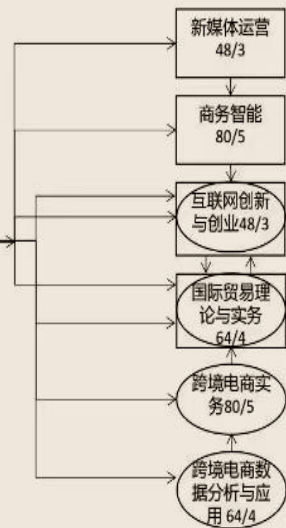 新媒体运营
48/3
商务智能
80/5
互联网创新
与创业48/3
国际贸易理
论与实务
64/4
跨境电商实
务80/5
跨境电商数
据分析与应
用 64/4